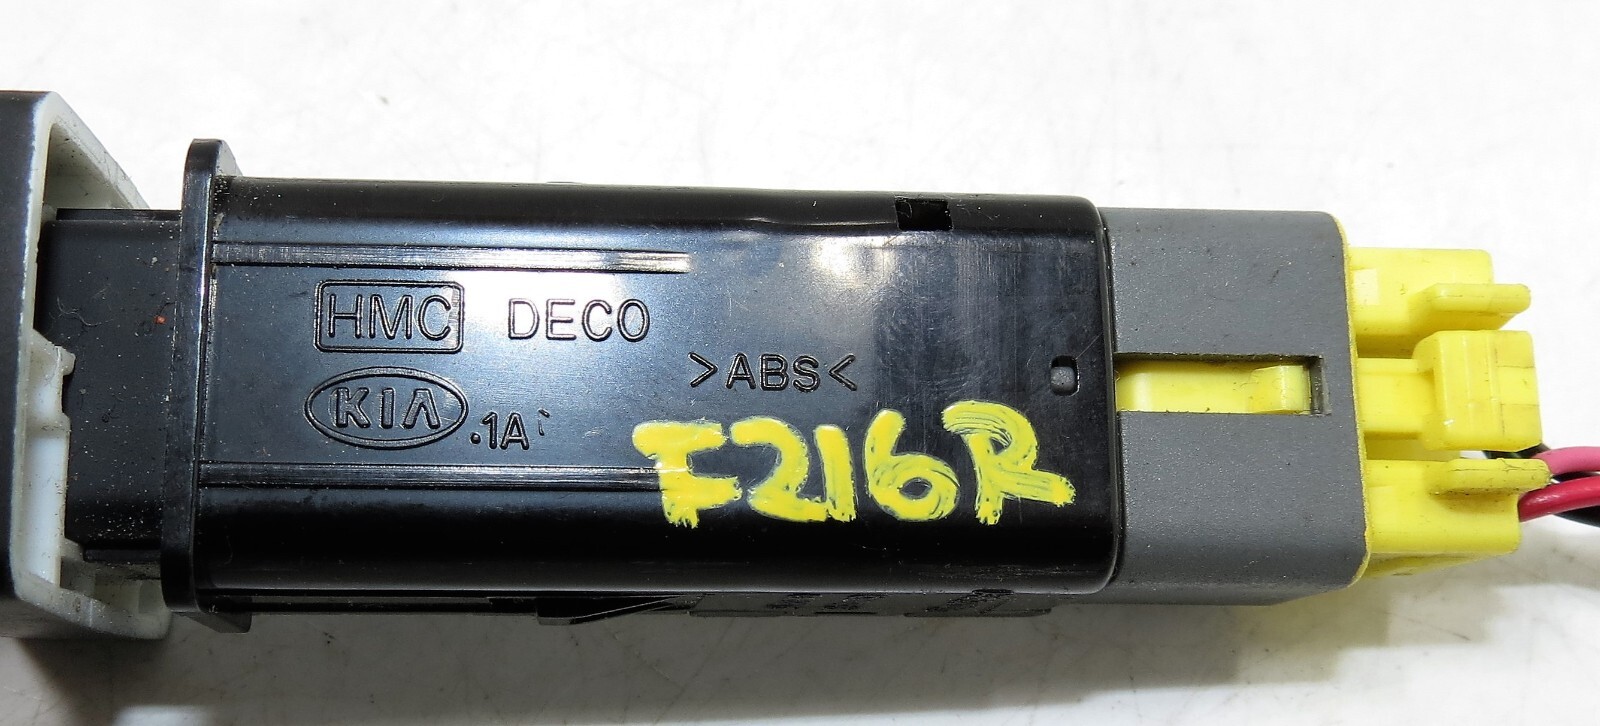 HMC DECO
>ABS<
KIA .1A
F216R